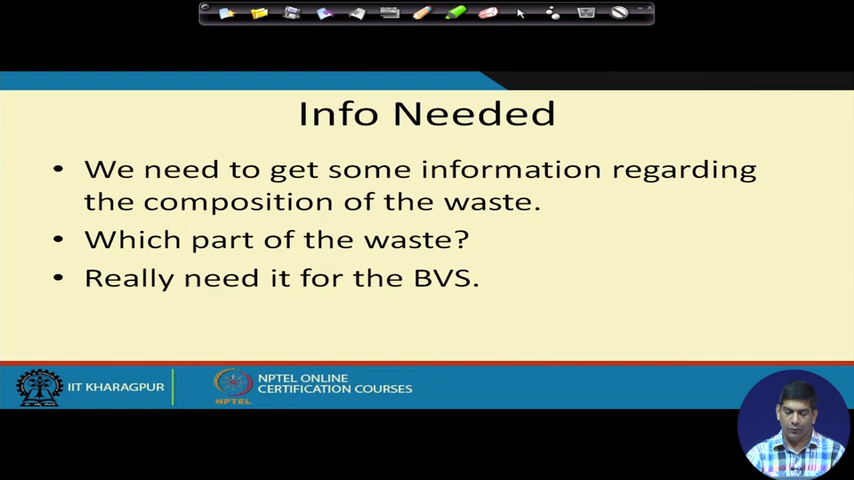 Info Needed
• We need to get some information regarding
the composition of the waste.
• Which part of the waste?
• Really need it for the BVS.
IIT KHARAGPUR
NPTEL
NPTEL ONLINE
CERTIFICATION COURSES